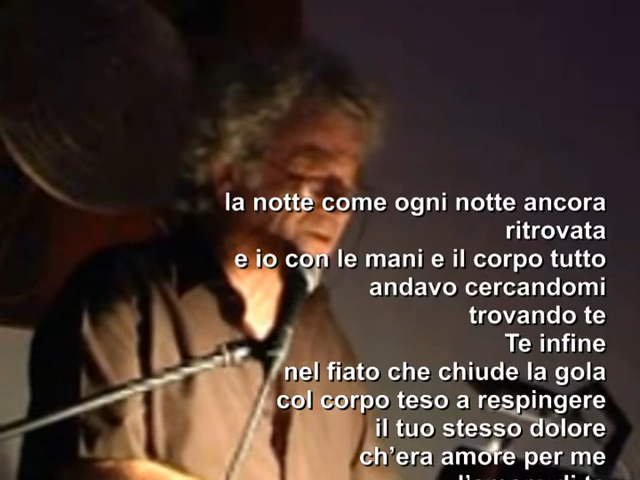 la notte come ogni notte ancora
ritrovata
e io con le mani e il corpo tutto
andavo cercandomi
trovando te
Te infine
nel fiato che chiude la gola
col corpo teso a respingere
il tuo stesso dolore
ch'era amore per me